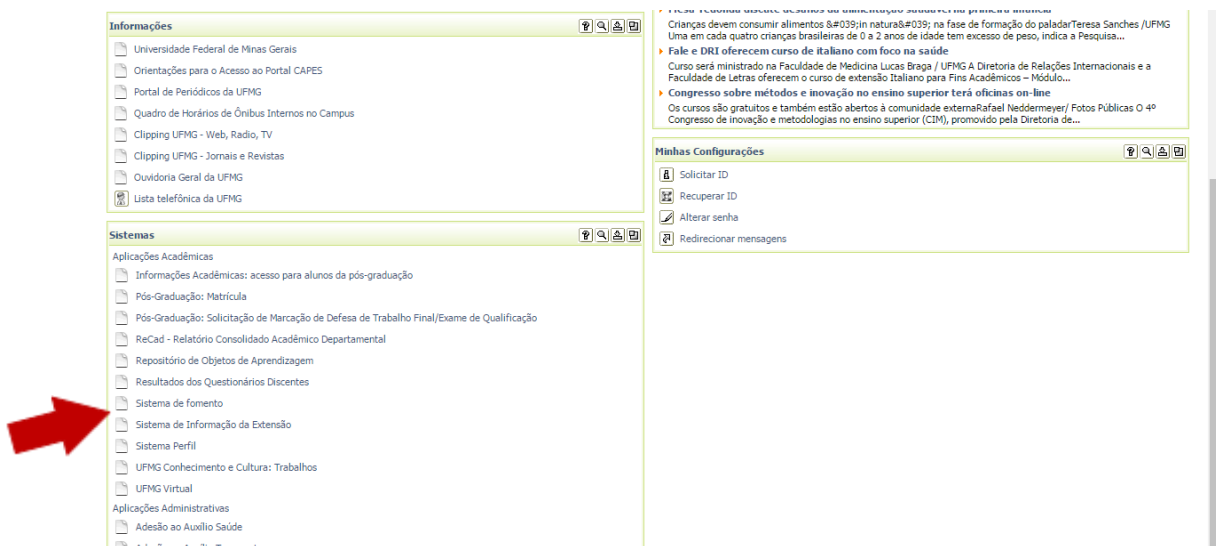 Informações
Universidade Federal de Minas Gerais
Orientações para o Acesso ao Portal CAPES
Portal de Periódicos da UFMG
Quadro de Horários de Ônibus Internos no Campus
Clipping UFMG - Web, Radio, TV
Clipping UFMG - Jornais e Revistas
Ouvidoria Geral da UFMG
Lista telefônica da UFMG
Sistemas
Aplicações Acadêmicas
Informações Acadêmicas: acesso para alunos da pós-graduação
Pós-Graduação: Matrícula
Pós-Graduação: Solicitação de Marcação de Defesa de Trabalho Final/Exame de Qualificação
ReCad - Relatório Consolidado Acadêmico Departamental
Repositório de Objetos de Aprendizagem
Resultados dos Questionários Discentes
Sistema de fomento
Sistema de Informação da Extensão
Sistema Perfil
UFMG Conhecimento e Cultura: Trabalhos
UFMG Virtual
Aplicações Administrativas
Adesão ao Auxílio Saúde
Mesa-redonda discute desafios da alimentação saudável na primeira infância
Crianças devem consumir alimentos &#039;in natura&#039; na fase de formação do paladarTeresa Sanches /UFMG
Uma em cada quatro crianças brasileiras de 0 a 2 anos de idade tem excesso de peso, indica a Pesquisa...
Fale e DRI oferecem curso de italiano com foco na saúde
Curso será ministrado na Faculdade de Medicina Lucas Braga / UFMG A Diretoria de Relações Internacionais e a
Faculdade de Letras oferecem o curso de extensão Italiano para Fins Acadêmicos – Módulo...
Congresso sobre métodos e inovação no ensino superior terá oficinas on-line
Os cursos são gratuitos e também estão abertos à comunidade externaRafael Neddermeyer/ Fotos Públicas O 4º
Congresso de inovação e metodologias no ensino superior (CIM), promovido pela Diretoria de...
Minhas Configurações
Solicitar ID
Recuperar ID
Alterar senha
Redirecionar mensagens